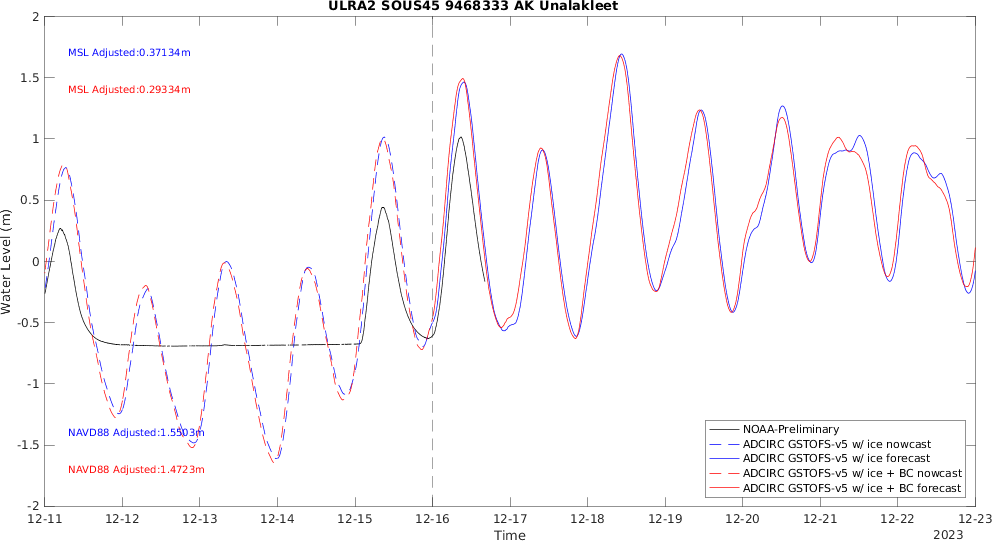 ULRA2 SOUS45 9468333 AK Unalakleet
MSL Adjusted:0.37134m
MSL Adjusted:0.29334m
NAVD88 Adjusted:1.5503m
NAVD88 Adjusted:1.4723m
Water Level (m)
2
1.5
1
0.5
0
-0.5
-1
-1.5
-2
12-11
12-12
12-13
12-14
12-15
12-16
12-17
12-18
12-19
12-20
12-21
12-22
12-23
Time
2023
NOAA-Preliminary
ADCIRC GSTOFS-v5 w/ ice nowcast
ADCIRC GSTOFS-v5 w/ ice forecast
ADCIRC GSTOFS-v5 w/ ice + BC nowcast
ADCIRC GSTOFS-v5 w/ ice + BC forecast